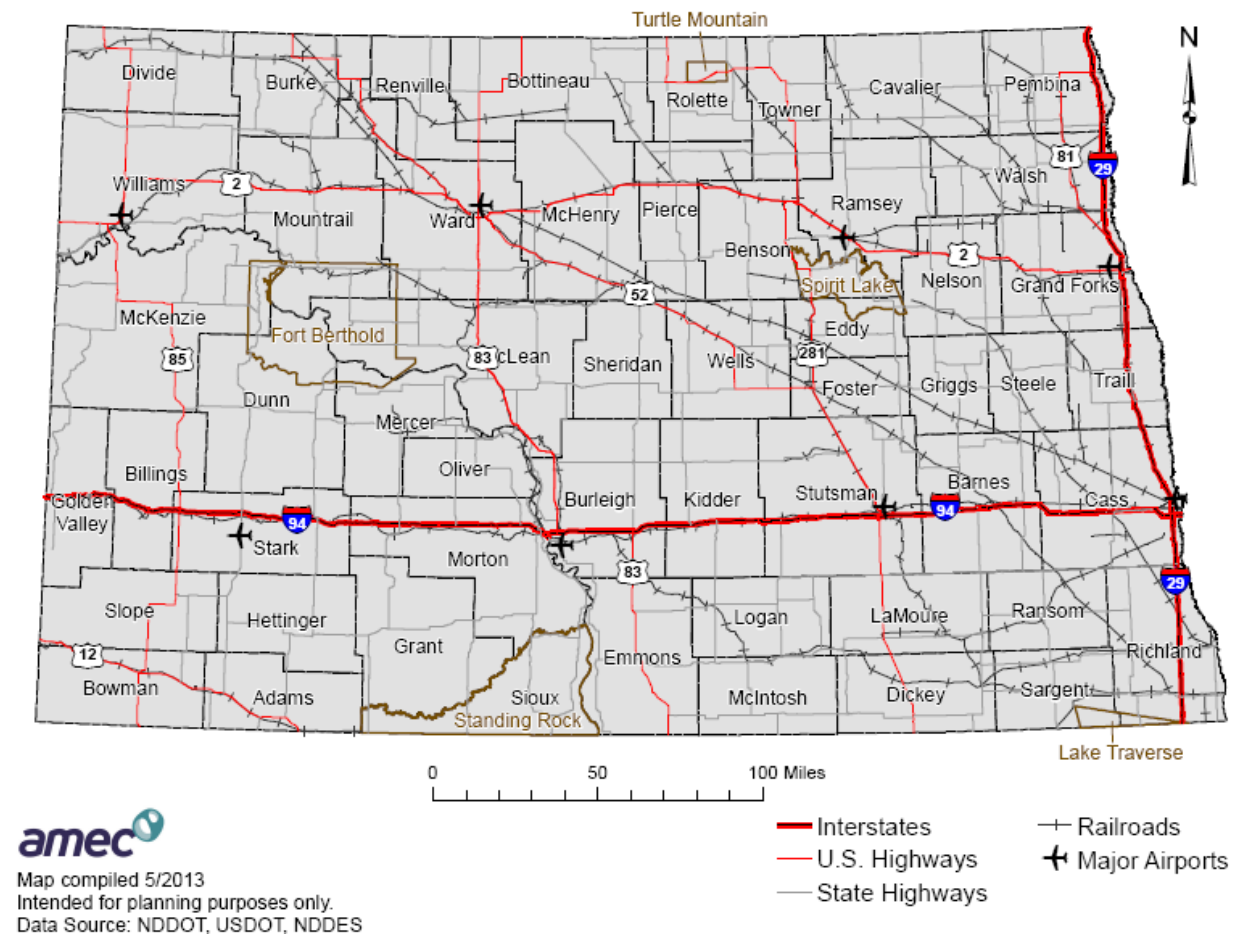 Turtle Mountain
N
Divide
Burke
Renville
Bottineau
Rolette
Towner
Cavalier
Pembina
81
29
Williams
2
Mountrail
Ward
McHenry
Pierce
Ramsey
Walsh
Benson
Spirit Lake
2
Nelson
Grand Forks
McKenzie
Fort Berthold
52
Eddy
85
83
cLean
Sheridan
Wells
281
Foster
Griggs
Steele
Traill
Dunn
Mercer
Billings
Oliver
Burleigh
Kidder
Stutsman
Barnes
Cass
Golden
Valley
94
94
Stark
Morton
83
29
Slope
Hettinger
Grant
Logan
LaMoure
Ransom
Richland
12
Emmons
Bowman
Adams
Sioux
McIntosh
Dickey
Sargent
Standing Rock
Lake Traverse
0 50 100 Miles
amec
Map compiled 5/2013
Intended for planning purposes only.
Data Source: NDDOT, USDOT, NDDES
Interstates
U.S. Highways
State Highways
Railroads
Major Airports